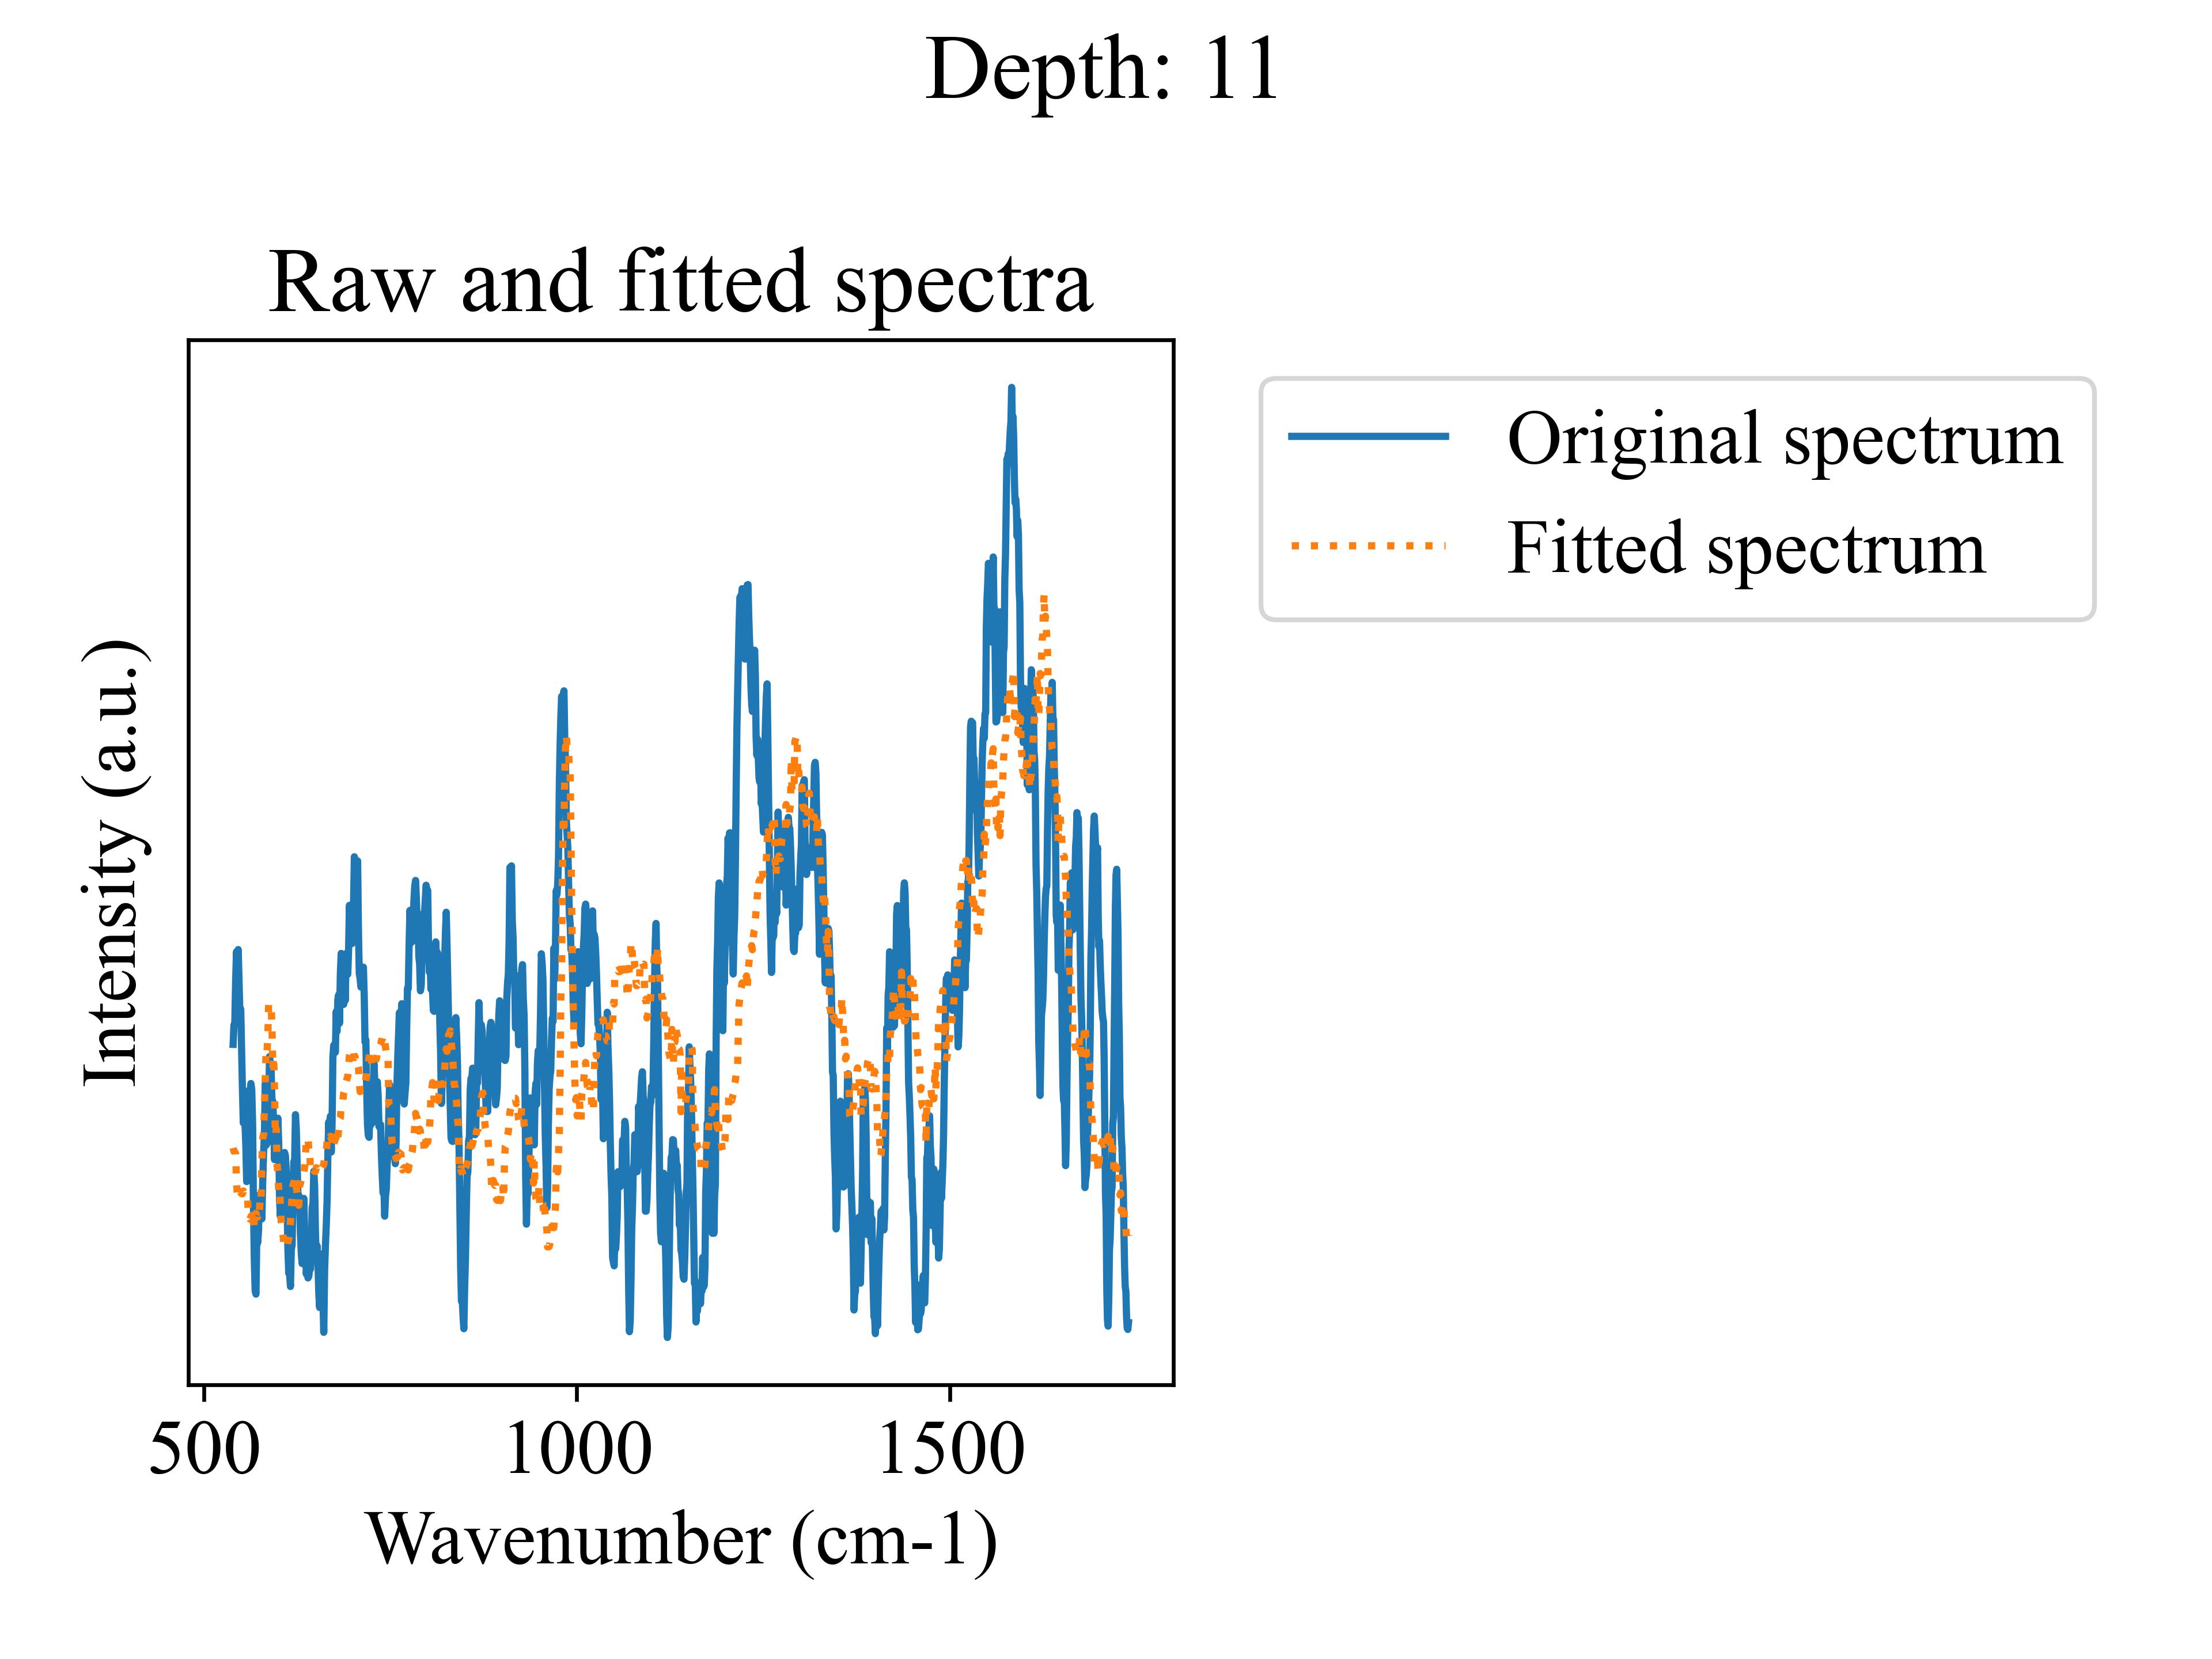 Depth: 11
Raw and fitted spectra
Original spectrum
Fitted spectrum
Intensity (a.u.)
500
1000
1500
Wavenumber (cm-1)